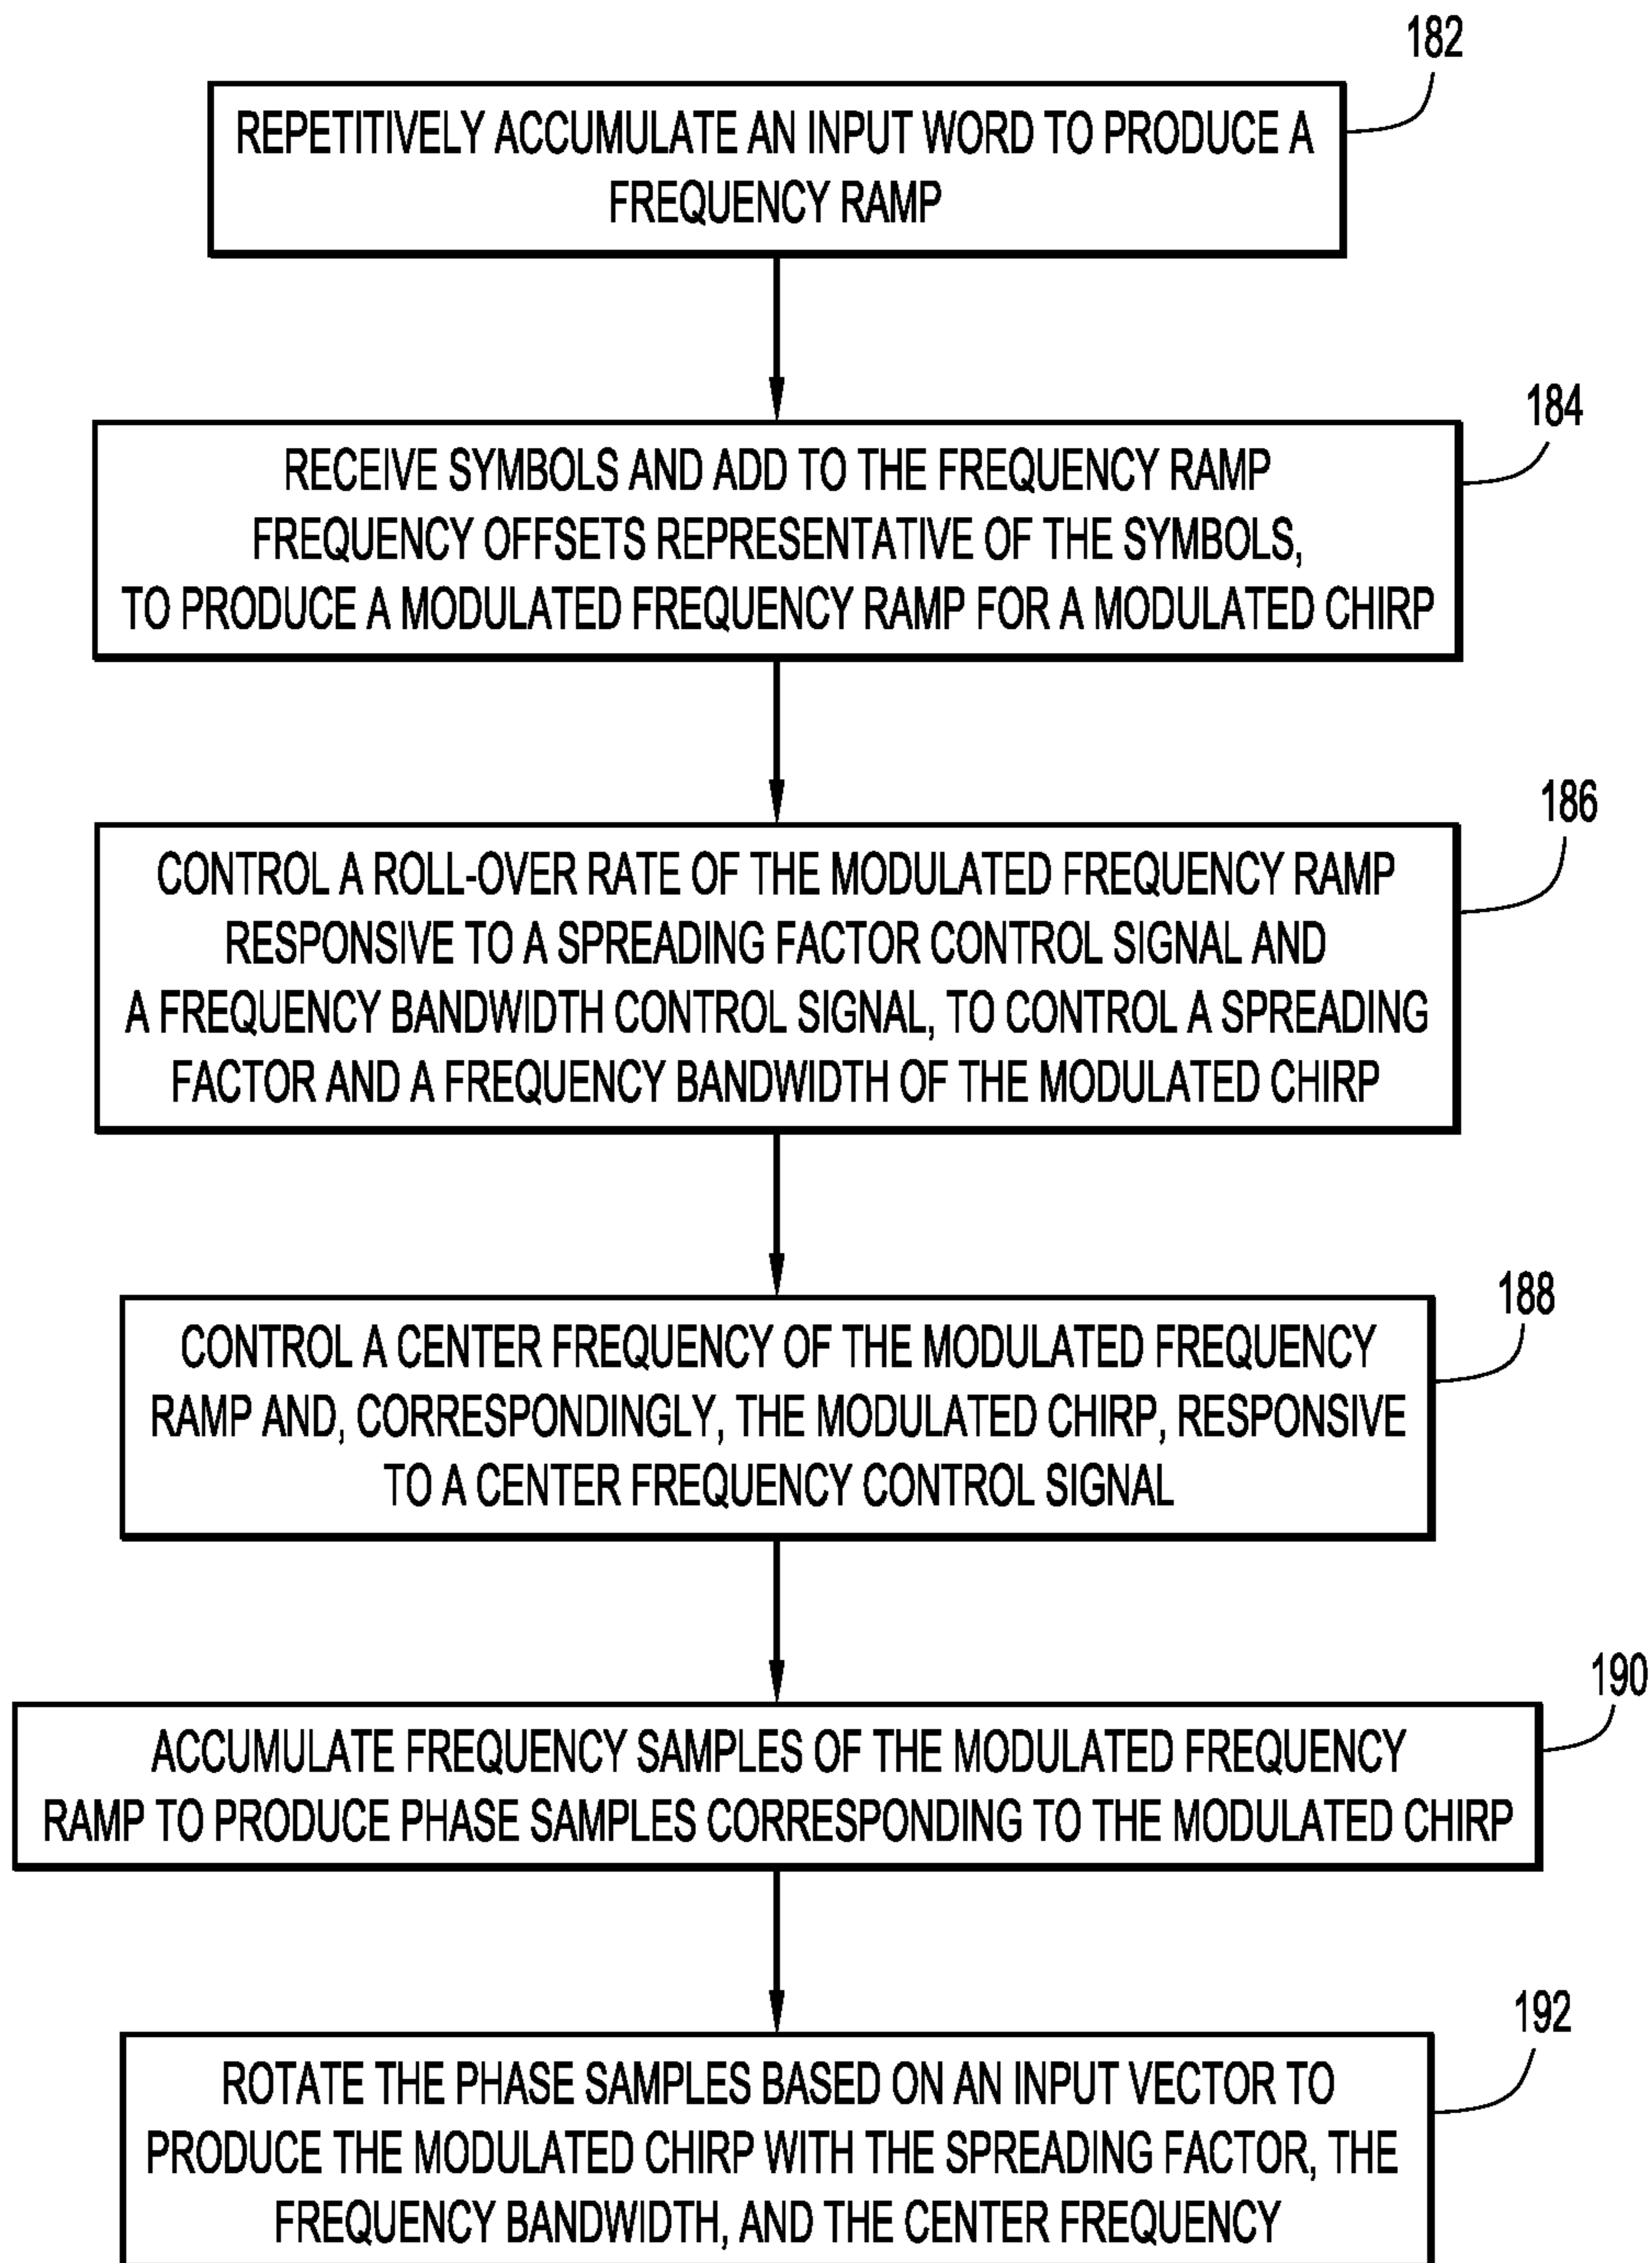 182
REPETITIVELY ACCUMULATE AN INPUT WORD TO PRODUCE A
FREQUENCY RAMP
184
RECEIVE SYMBOLS AND ADD TO THE FREQUENCY RAMP
FREQUENCY OFFSETS REPRESENTATIVE OF THE SYMBOLS,
TO PRODUCE A MODULATED FREQUENCY RAMP FOR A MODULATED CHIRP
186
CONTROL A ROLL-OVER RATE OF THE MODULATED FREQUENCY RAMP
RESPONSIVE TO A SPREADING FACTOR CONTROL SIGNAL AND
A FREQUENCY BANDWIDTH CONTROL SIGNAL, TO CONTROL A SPREADING
FACTOR AND A FREQUENCY BANDWIDTH OF THE MODULATED CHIRP
188
CONTROL A CENTER FREQUENCY OF THE MODULATED FREQUENCY
RAMP AND, CORRESPONDINGLY, THE MODULATED CHIRP, RESPONSIVE
TO A CENTER FREQUENCY CONTROL SIGNAL
190
ACCUMULATE FREQUENCY SAMPLES OF THE MODULATED FREQUENCY
RAMP TO PRODUCE PHASE SAMPLES CORRESPONDING TO THE MODULATED CHIRP
192
ROTATE THE PHASE SAMPLES BASED ON AN INPUT VECTOR TO
PRODUCE THE MODULATED CHIRP WITH THE SPREADING FACTOR, THE
FREQUENCY BANDWIDTH, AND THE CENTER FREQUENCY